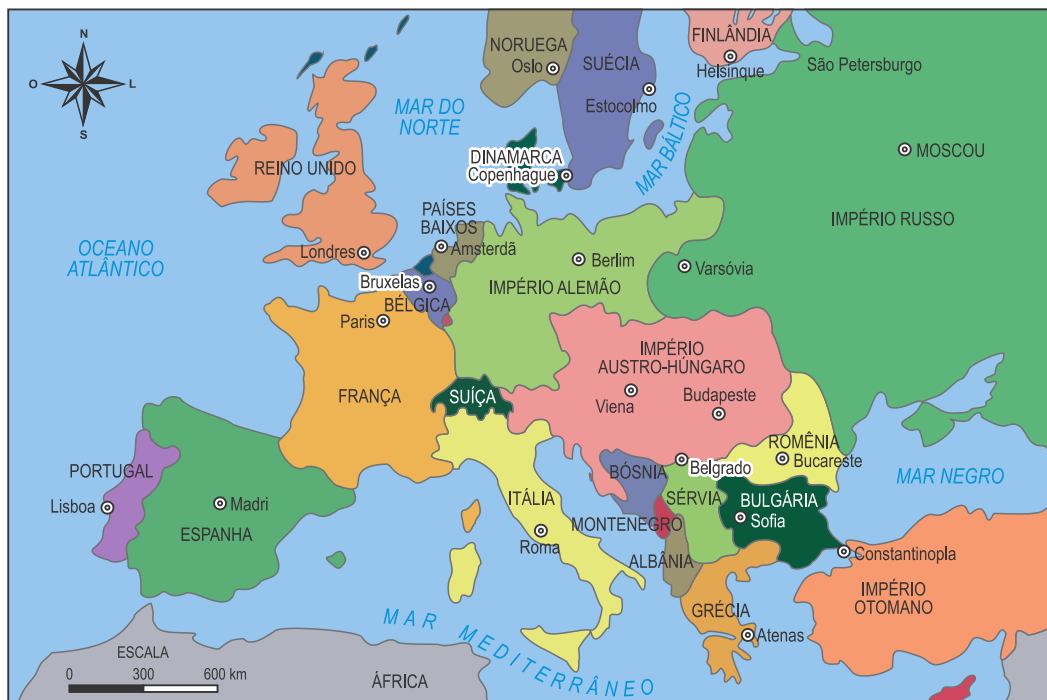 N
O
L
S
NORUEGA
Oslo
SUÉCIA
Estocolmo
FINLÂNDIA
Helsinque
São Petersburgo
MAR DO
NORTE
MAR BÁLTICO
MOSCOU
REINO UNIDO
DINAMARCA
Copenhague
IMPÉRIO RUSSO
OCEANO
ATLÂNTICO
Londres
PAÍSES
BAIXOS
Amsterdã
Berlim
Varsóvia
Bruxelas
BÉLGICA
IMPÉRIO ALEMÃO
Paris
FRANÇA
SUÍÇA
IMPÉRIO
AUSTRO-HÚNGARO
Viena
Budapeste
ROMÊNIA
Bucareste
MAR NEGRO
PORTUGAL
Lisboa
Madri
ESPANHA
ITÁLIA
Roma
BÓSNIA
Belgrado
SÉRVIA
BULGÁRIA
Sofia
MONTENEGRO
ALBÂNIA
Constantinopla
IMPÉRIO
OTOMANO
GRÉCIA
Atenas
MAR MEDITERRÂNEO
ÁFRICA
ESCALA
0 300 600 km